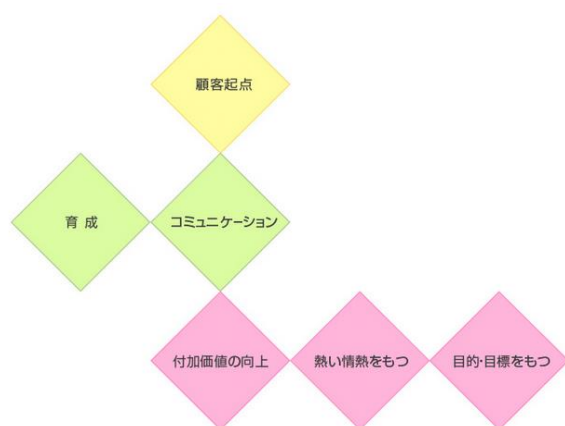 顧客起点
育成
コミュニケーション
付加価値の向上
熱い情熱をもつ
目的・目標をもつ